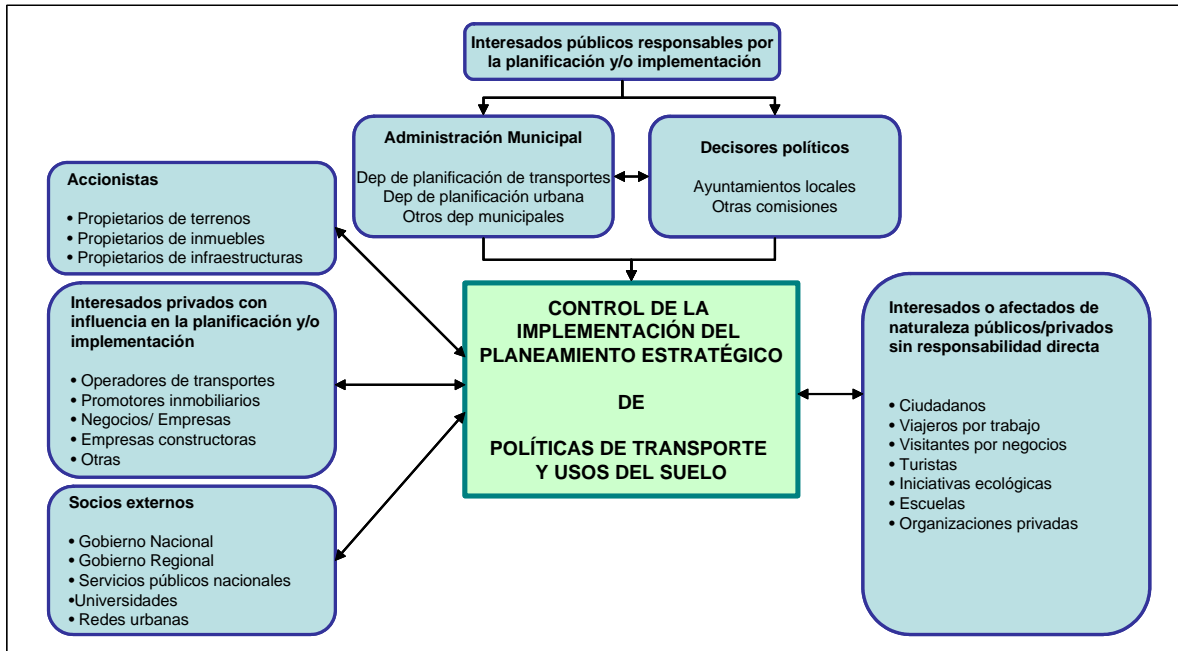 Interesados públicos responsables por
la planificación y/o implementación
Administración Municipal
Dep de planificación de transportes
Dep de planificación urbana
Otros dep municipales
Decisores políticos
Ayuntamientos locales
Otras comisiones
Accionistas
• Propietarios de terrenos
• Propietarios de inmuebles
• Propietarios de infraestructuras
Interesados privados con
influencia en la planificación y/o
implementación
• Operadores de transportes
• Promotores inmobiliarios
• Negocios/ Empresas
• Empresas constructoras
• Otras
Socios externos
• Gobierno Nacional
• Gobierno Regional
• Servicios públicos nacionales
•Universidades
• Redes urbanas
CONTROL DE LA
IMPLEMENTACIÓN DEL
PLANEAMIENTO ESTRATÉGICO
DE
POLÍTICAS DE TRANSPORTE
Y USOS DEL SUELO
Interesados o afectados de
naturaleza públicos/privados
sin responsabilidad directa
• Ciudadanos
• Viajeros por trabajo
• Visitantes por negocios
• Turistas
• Iniciativas ecológicas
• Escuelas
• Organizaciones privadas